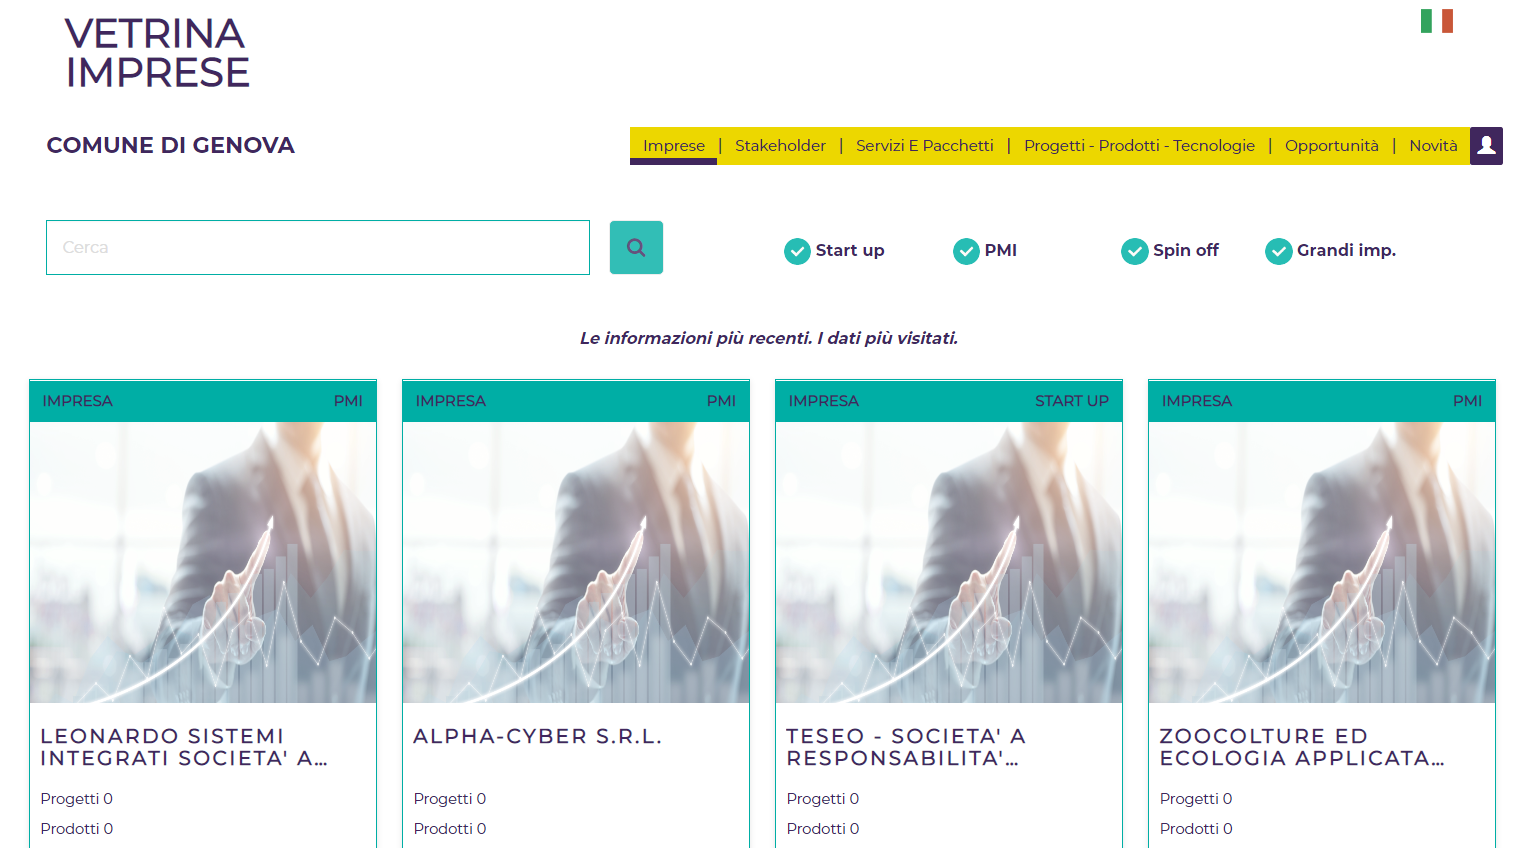 VETRINA
IMPRESE
COMUNE DI GENOVA
Imprese | Stakeholder | Servizi E Pacchetti | Progetti - Prodotti - Tecnologie | Opportunità | Novità
Cerca
Start up
PMI
Spin off
Grandi imp.
Le informazioni più recenti. I dati più visitati.
IMPRESA PMI
LEONARDO SISTEMI
INTEGRATI SOCIETA' A...
Progetti 0
Prodotti 0
IMPRESA PMI
ALPHA-CYBER S.R.L.
Progetti 0
Prodotti 0
IMPRESA START UP
TESEO - SOCIETA' A
RESPONSABILITA'...
Progetti 0
Prodotti 0
IMPRESA PMI
ZOOCOLTURE ED
ECOLOGIA APPLICATA...
Progetti 0
Prodotti 0